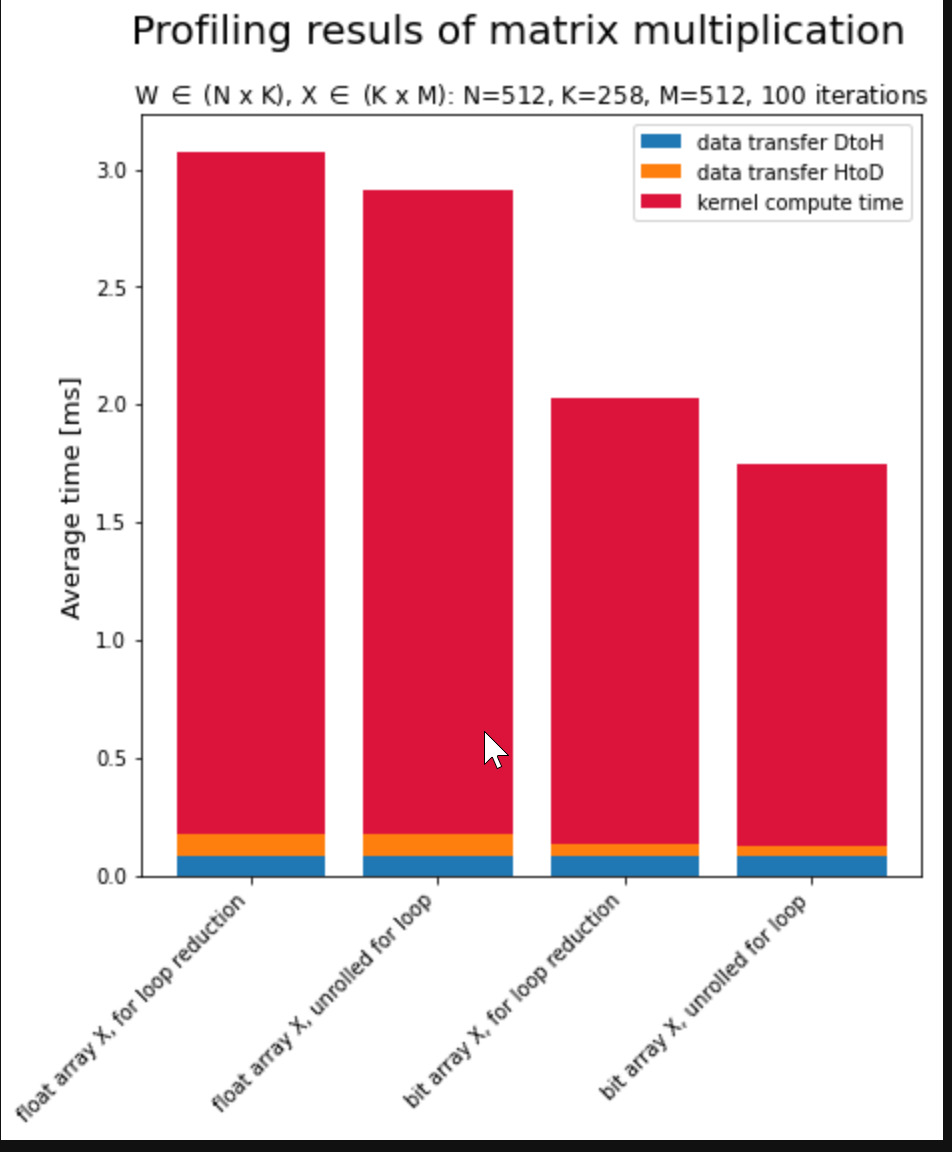 Profiling resuls of matrix multiplication
W ∈ (N x K), X ∈ (K x M): N=512, K=258, M=512, 100 iterations
data transfer DtoH
data transfer HtoD
kernel compute time
Average time [ms]
3.0
2.5
2.0
1.5
1.0
0.5
0.0
float array X, for loop reduction
float array X, unrolled for loop
bit array X, for loop reduction
bit array X, unrolled for loop